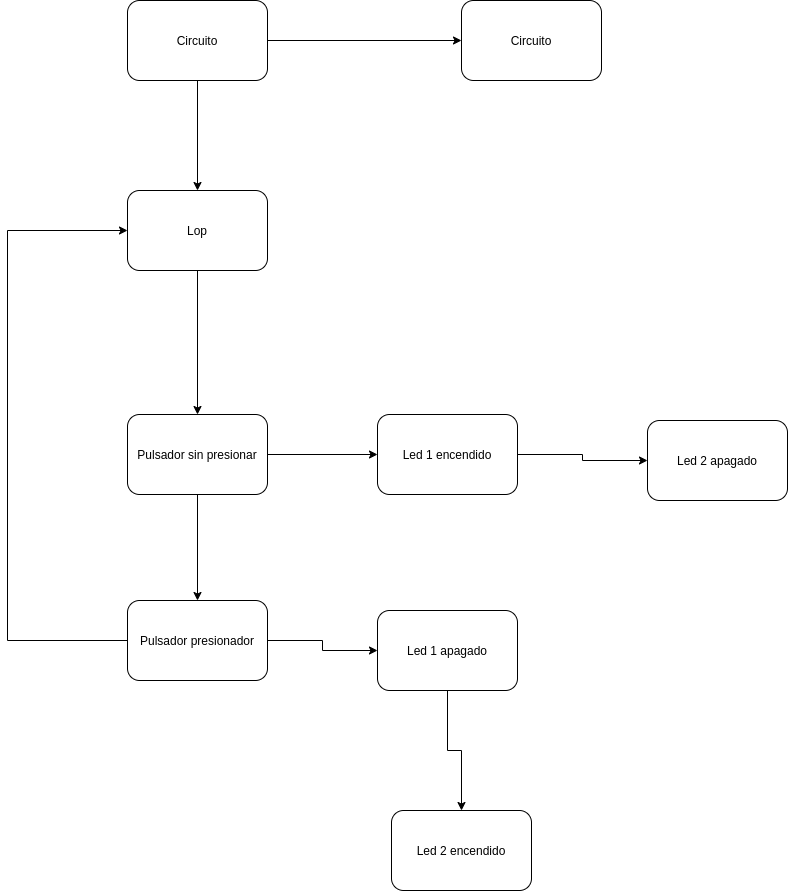 Circuito
Circuito
Lop
Pulsador sin presionar
Led 1 encendido
Led 2 apagado
Pulsador presionador
Led 1 apagado
Led 2 encendido